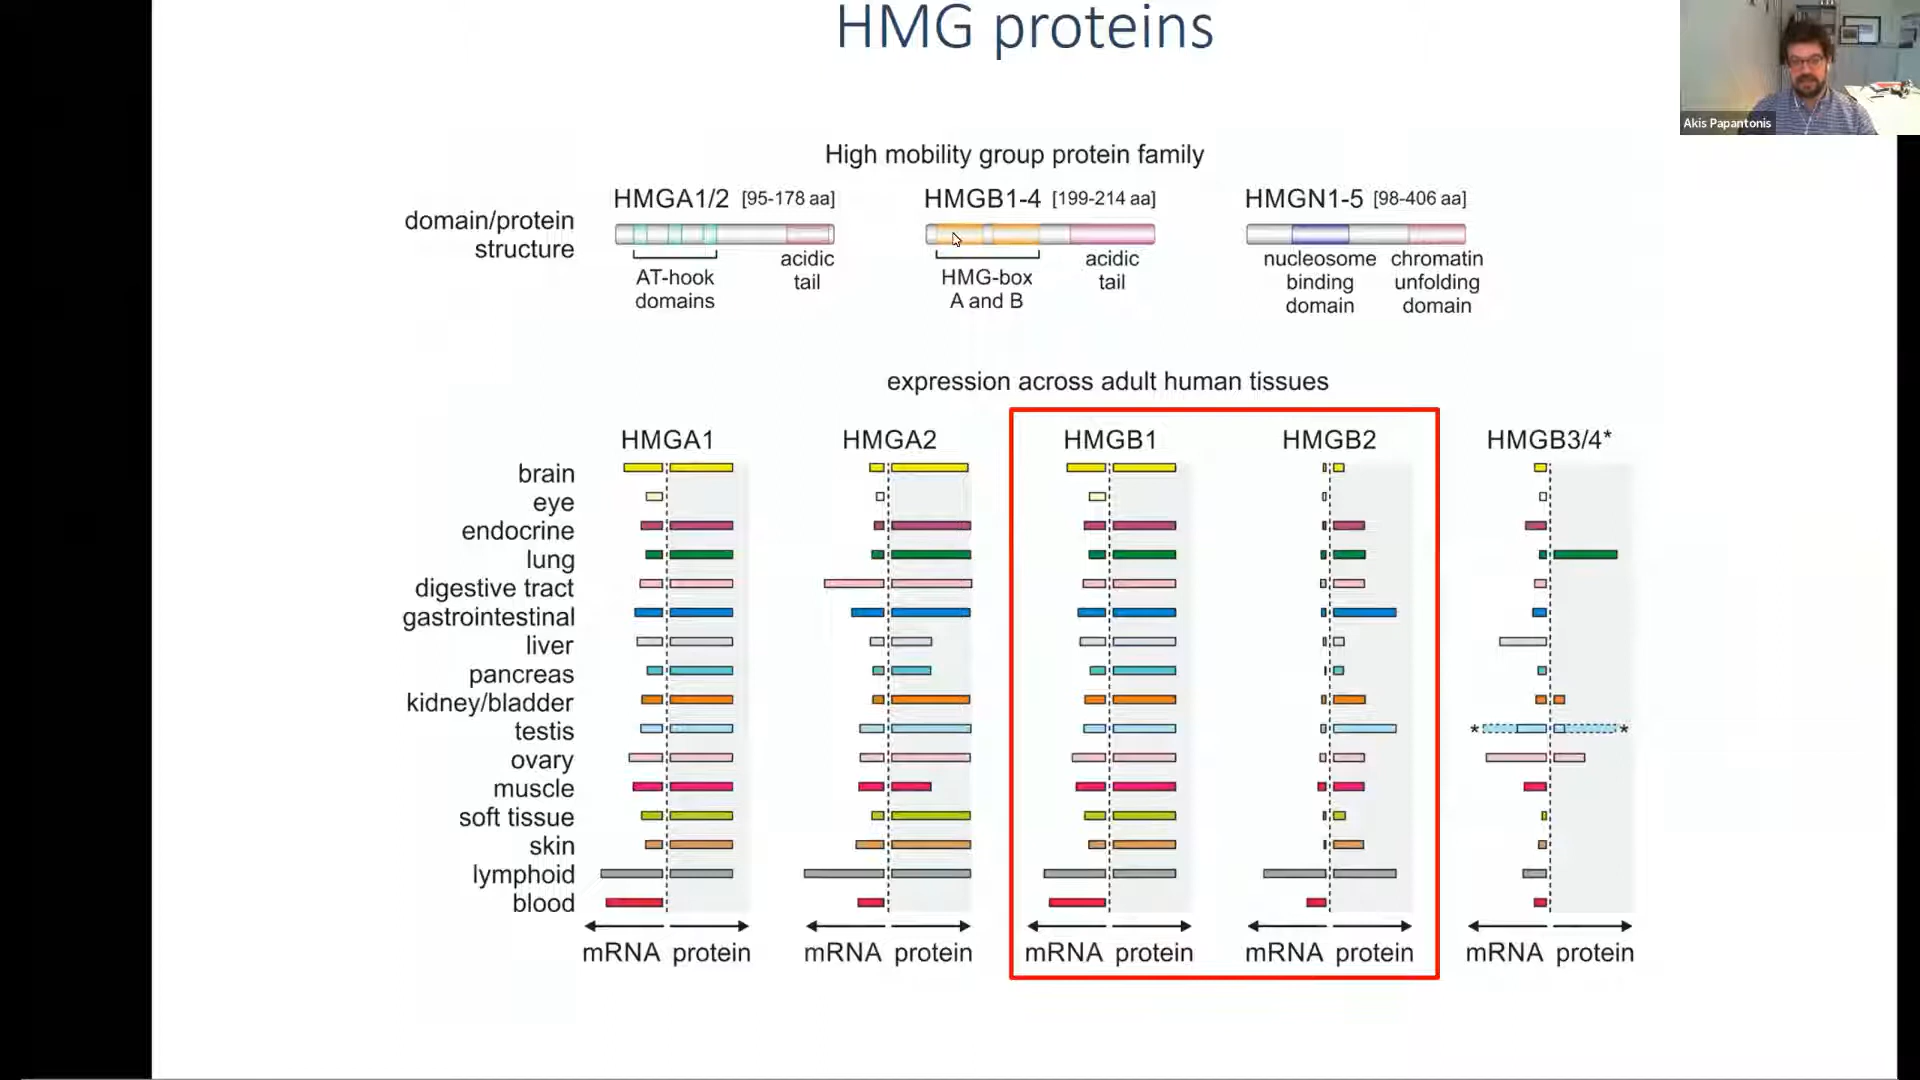 HMG proteins
Akis Papantonis
High mobility group protein family
HMGA1/2 [95-178 aa]
HMGB1-4 [199-214 aa]
HMGN1-5 [98-406 aa]
domain/protein
structure
AT-hook
domains
acidic
tail
HMG-box
A and B
acidic
tail
nucleosome
binding
domain
chromatin
unfolding
domain
expression across adult human tissues
HMGA1
HMGA2
HMGB1
HMGB2
HMGB3/4*
brain
eye
endocrine
lung
digestive tract
gastrointestinal
liver
pancreas
kidney/bladder
testis
* *
ovary
muscle
soft tissue
skin
lymphoid
blood
mRNA protein
mRNA protein
mRNA protein
mRNA protein
mRNA protein